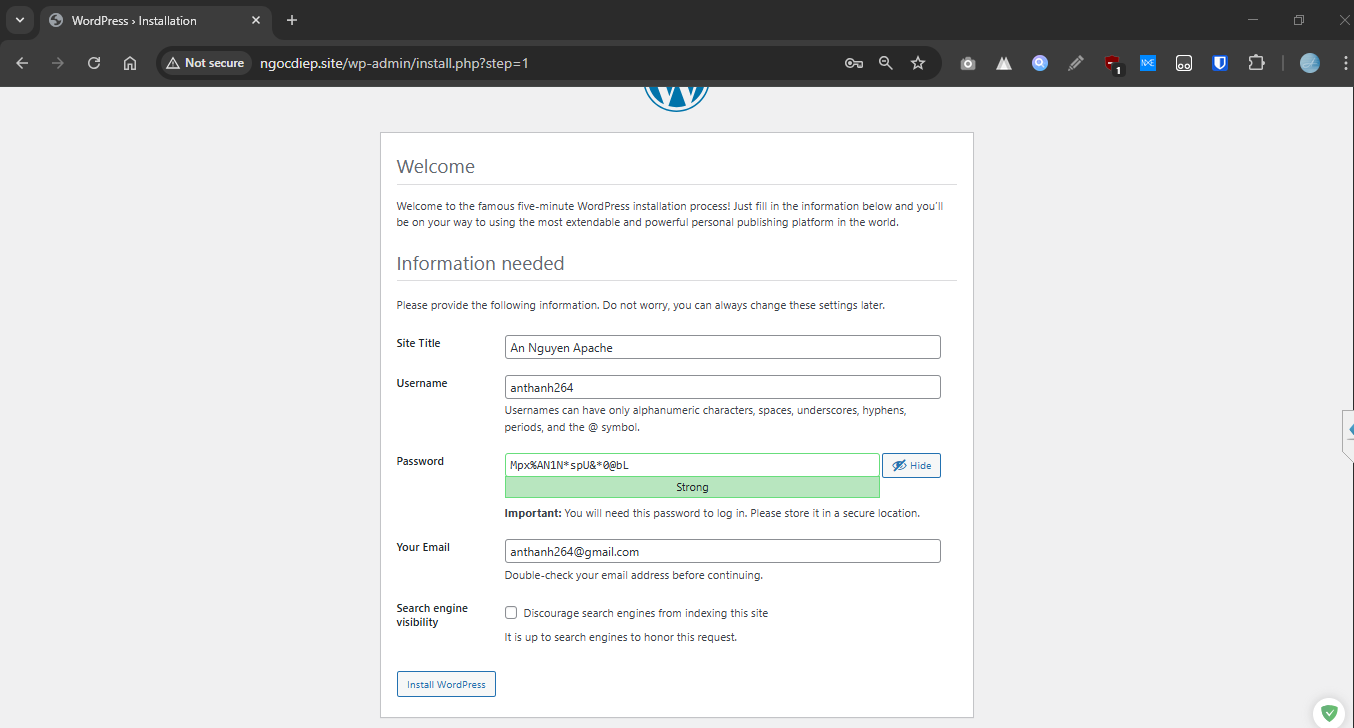 WordPress › Installation
Not secure
ngocdiep.site/wp-admin/install.php?step=1
1
Welcome
Welcome to the famous five-minute WordPress installation process! Just fill in the information below and you'll
be on your way to using the most extendable and powerful personal publishing platform in the world.
Information needed
Please provide the following information. Do not worry, you can always change these settings later.
Site Title
An Nguyen Apache
Username
anthanh264
Usernames can have only alphanumeric characters, spaces, underscores, hyphens,
periods, and the @ symbol.
Password
Mpx%AN1N*spU&*0@bL
Hide
Strong
Important: You will need this password to log in. Please store it in a secure location.
Your Email
anthanh264@gmail.com
Double-check your email address before continuing.
Search engine
visibility
Discourage search engines from indexing this site
It is up to search engines to honor this request.
Install WordPress